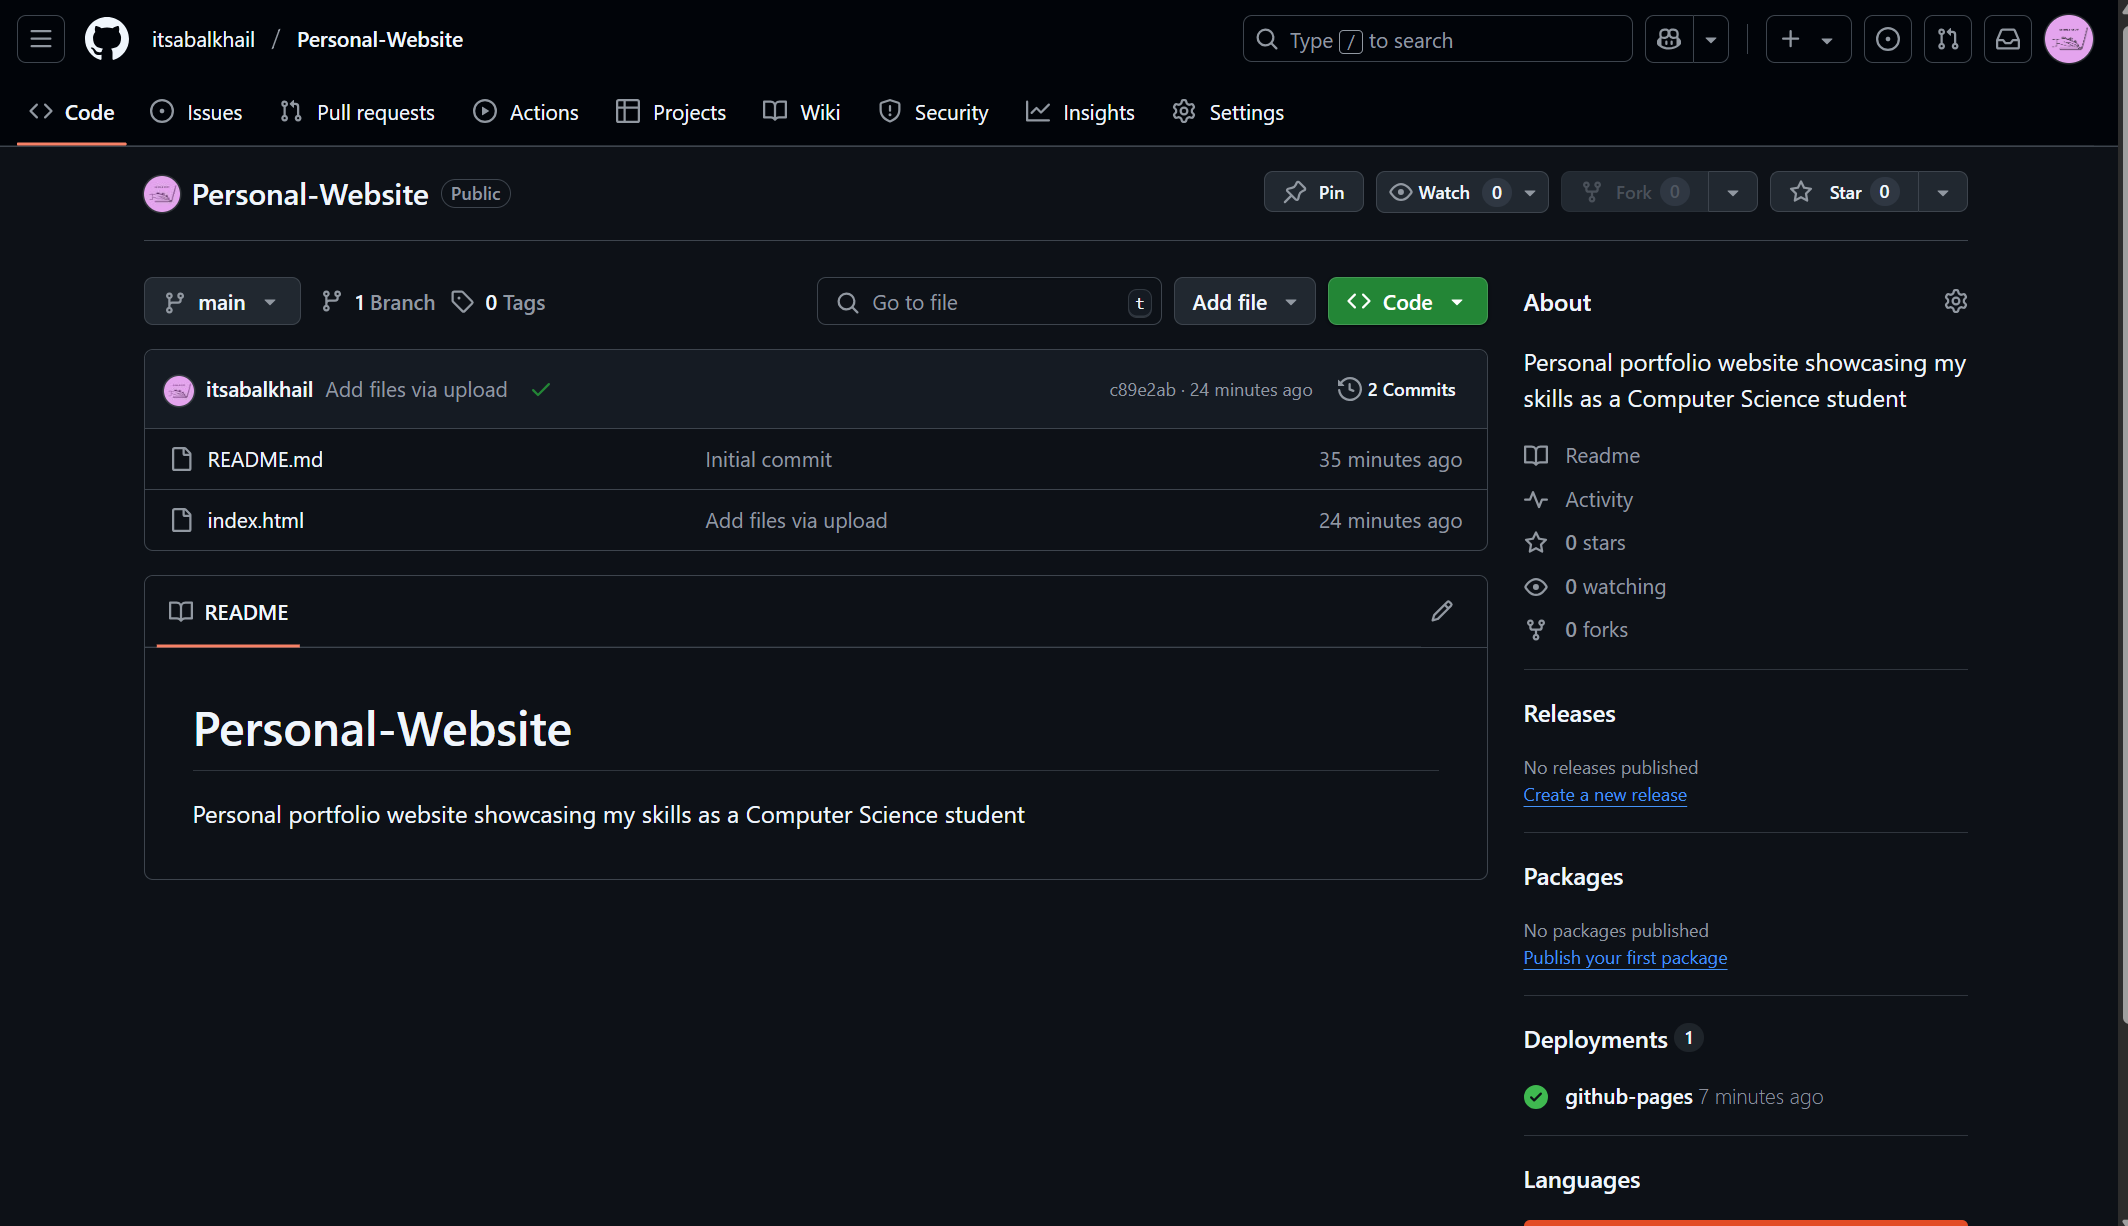 itsabalkhail / Personal-Website
Type / to search
Code
Issues
Pull requests
Actions
Projects
Wiki
Security
Insights
Settings
Personal-Website Public
Pin
Watch 0
Fork 0
Star 0
main
1 Branch
0 Tags
Go to file t
Add file
Code
itsabalkhail Add files via upload
c89e2ab · 24 minutes ago
2 Commits
README.md Initial commit 35 minutes ago
index.html Add files via upload 24 minutes ago
README
Personal-Website
Personal portfolio website showcasing my skills as a Computer Science student
About
Personal portfolio website showcasing my
skills as a Computer Science student
Readme
Activity
0 stars
0 watching
0 forks
Releases
No releases published
Create a new release
Packages
No packages published
Publish your first package
Deployments 1
github-pages 7 minutes ago
Languages